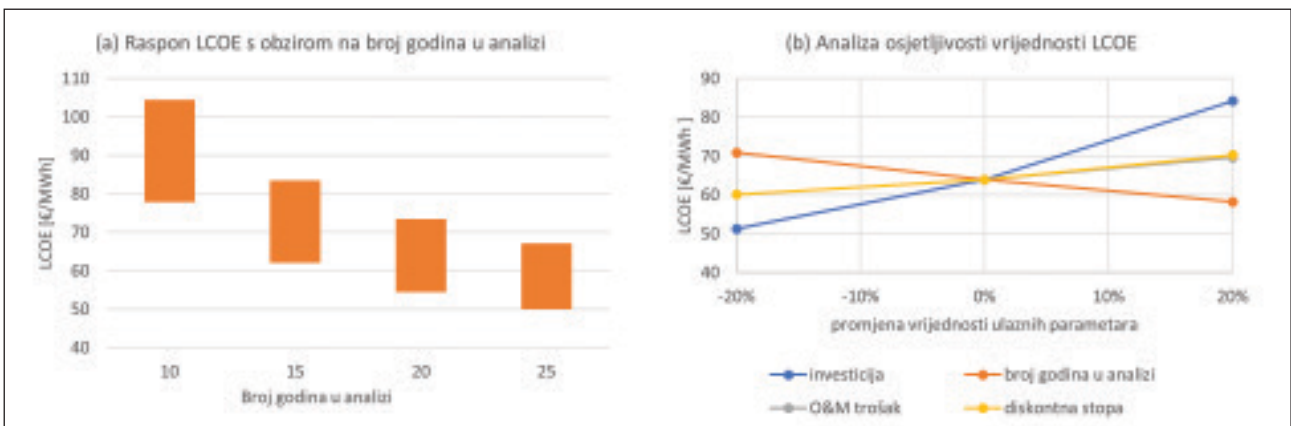 (a) Raspon LCOE s obzirom na broj godina u analizi
110
100
90
80
70
60
50
40
LCOE [€/MWh]
10 15 20 25
Broj godina u analizi
(b) Analiza osjetljivosti vrijednosti LCOE
90
80
70
60
50
40
LCOE [€/MWh ]
-20% -10% 0% 10% 20%
promjena vrijednosti ulaznih parametara
investicija broj godina u analizi
O&M trošak diskontna stopa